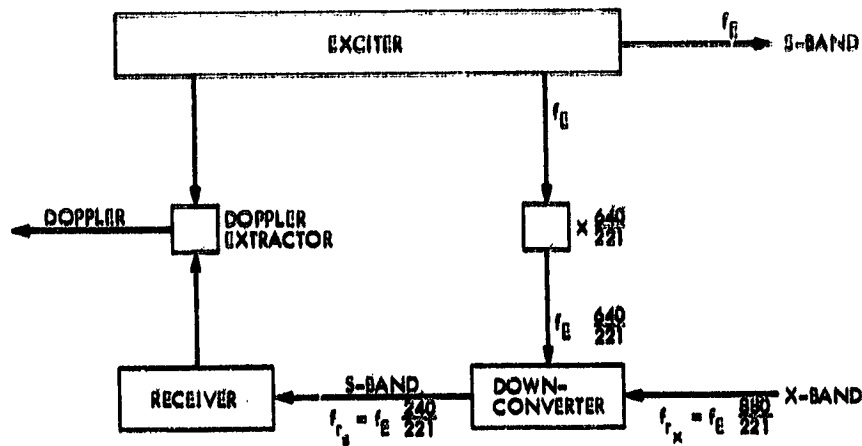 EXCITER
f_E
S-BAND
f_E
DOPPLER
DOPPLER
EXTRACTOR
X 640/221
f_E 640/221
RECEIVER
S-BAND
f_rs = f_E 240/221
DOWN-
CONVERTER
X-BAND
f_rx = f_E 880/221